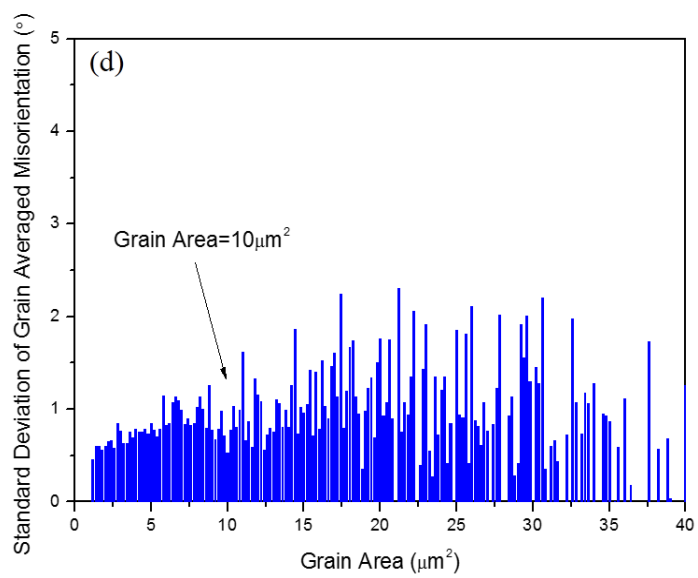 (d)
Standard Deviation of Grain Averaged Misorientation (°)
5
4
3
2
1
0
Grain Area=10μm²
0 5 10 15 20 25 30 35 40
Grain Area (μm²)